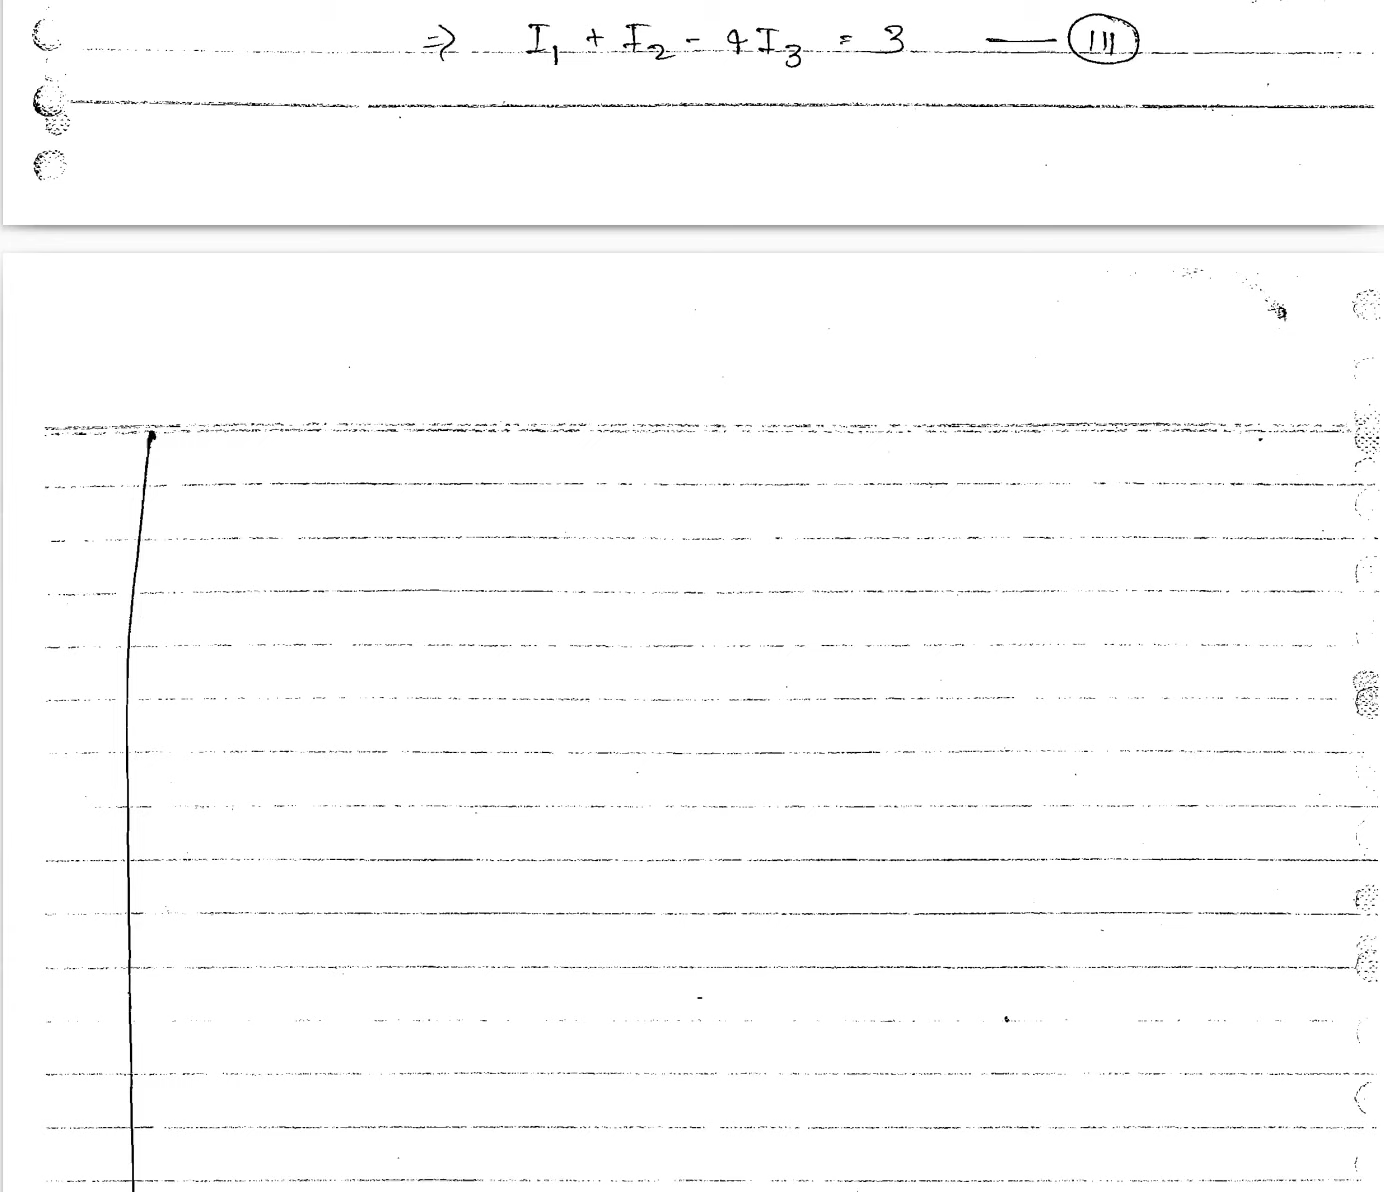 ⇒ I₁ + I₂ - 4I₃ = 3 — (III)